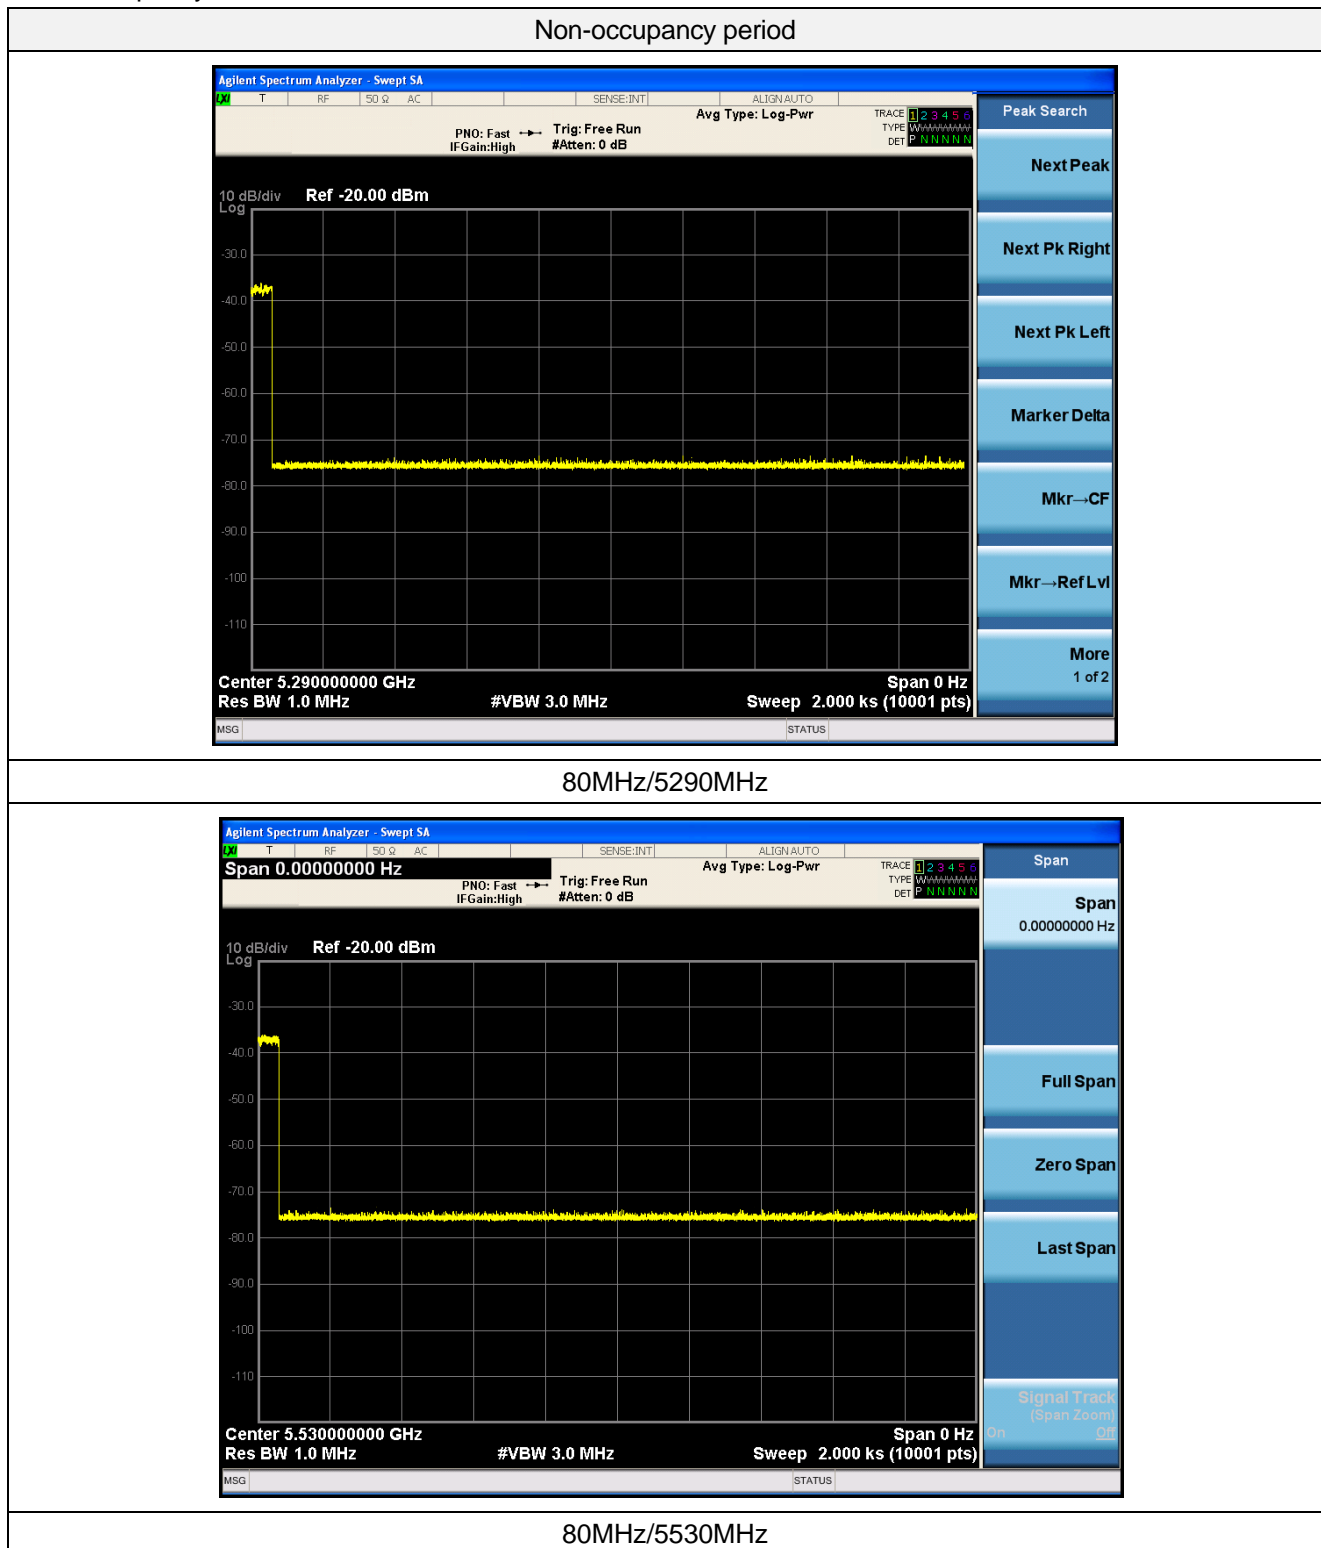 Non-occupancy period
Agilent Spectrum Analyzer - Swept SA
LXI T RF 50 Ω AC SENSE:INT ALIGN AUTO
Avg Type: Log-Pwr
TRACE 1 2 3 4 5 6
TYPE
DET P N N N N N
PNO: Fast Trig: Free Run
IFGain:High #Atten: 0 dB
10 dB/div Ref -20.00 dBm
Log
-30.0
-40.0
-50.0
-60.0
-70.0
-80.0
-90.0
-100
-110
Center 5.290000000 GHz Span 0 Hz
Res BW 1.0 MHz #VBW 3.0 MHz Sweep 2.000 ks (10001 pts)
MSG STATUS
Peak Search
Next Peak
Next Pk Right
Next Pk Left
Marker Delta
Mkr→CF
Mkr→Ref Lvl
More
1 of 2
80MHz/5290MHz
Agilent Spectrum Analyzer - Swept SA
LXI T RF 50 Ω AC SENSE:INT ALIGN AUTO
Span 0.00000000 Hz
Avg Type: Log-Pwr
TRACE 1 2 3 4 5 6
TYPE
DET P N N N N N
PNO: Fast Trig: Free Run
IFGain:High #Atten: 0 dB
10 dB/div Ref -20.00 dBm
Log
-30.0
-40.0
-50.0
-60.0
-70.0
-80.0
-90.0
-100
-110
Center 5.530000000 GHz Span 0 Hz
Res BW 1.0 MHz #VBW 3.0 MHz Sweep 2.000 ks (10001 pts)
MSG STATUS
Span
Span
0.00000000 Hz
Full Span
Zero Span
Last Span
Signal Track
(Span Zoom)
On Off
80MHz/5530MHz